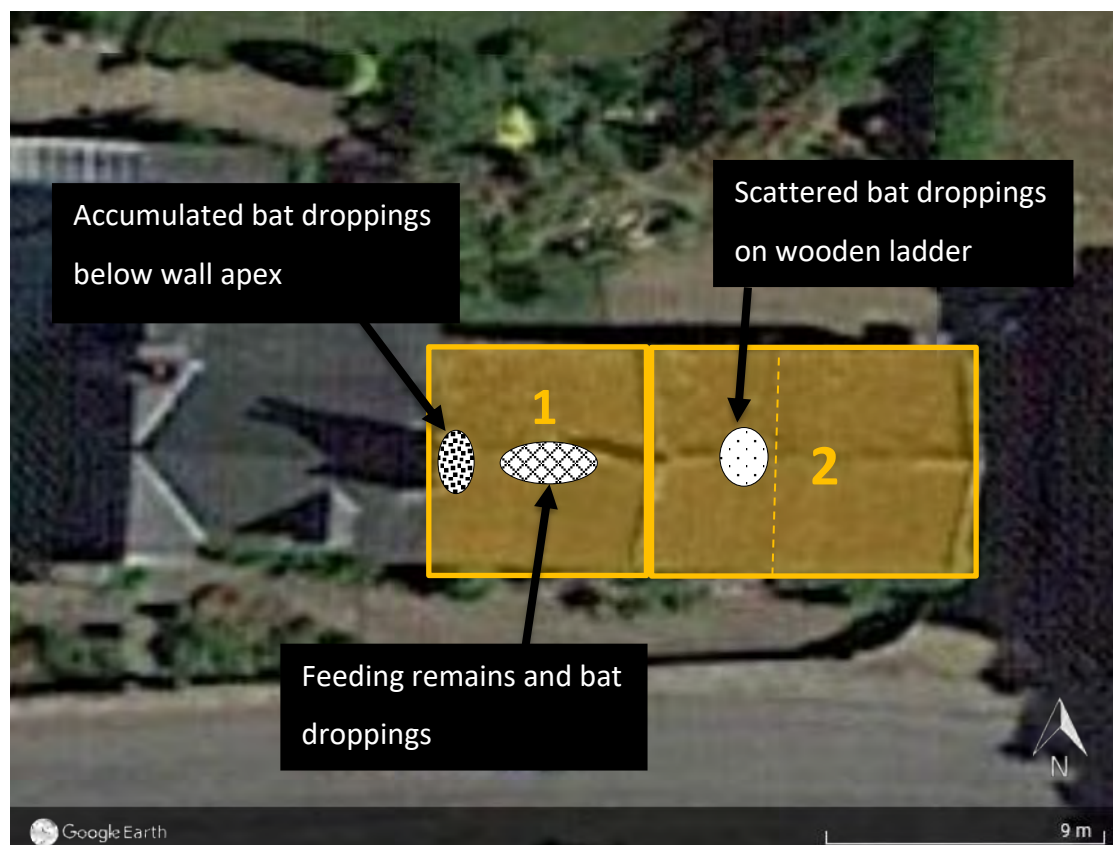 Accumulated bat droppings
below wall apex
Scattered bat droppings
on wooden ladder
1
2
Feeding remains and bat
droppings
N
Google Earth
9 m